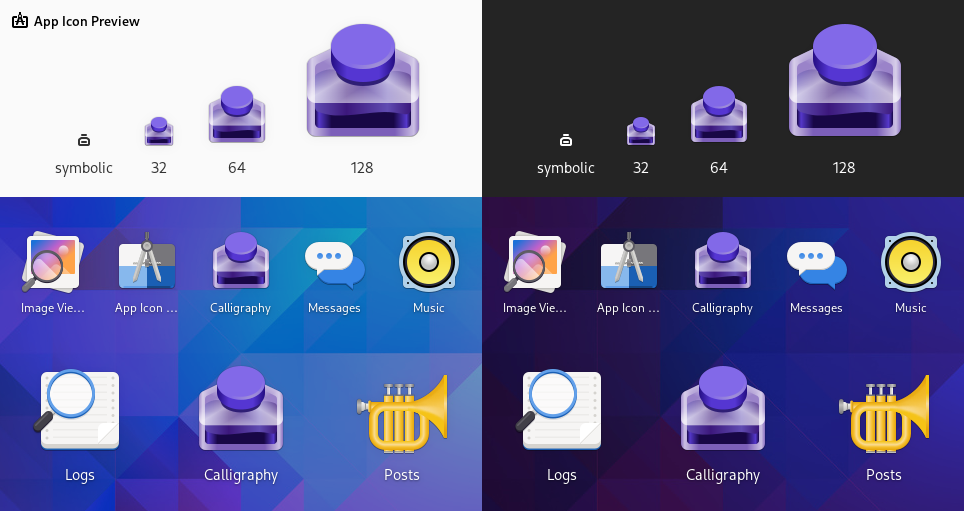 App Icon Preview
symbolic 32 64 128
symbolic 32 64 128
Image Vie... App Icon ... Calligraphy Messages Music
Image Vie... App Icon ... Calligraphy Messages Music
Logs Calligraphy Posts
Logs Calligraphy Posts